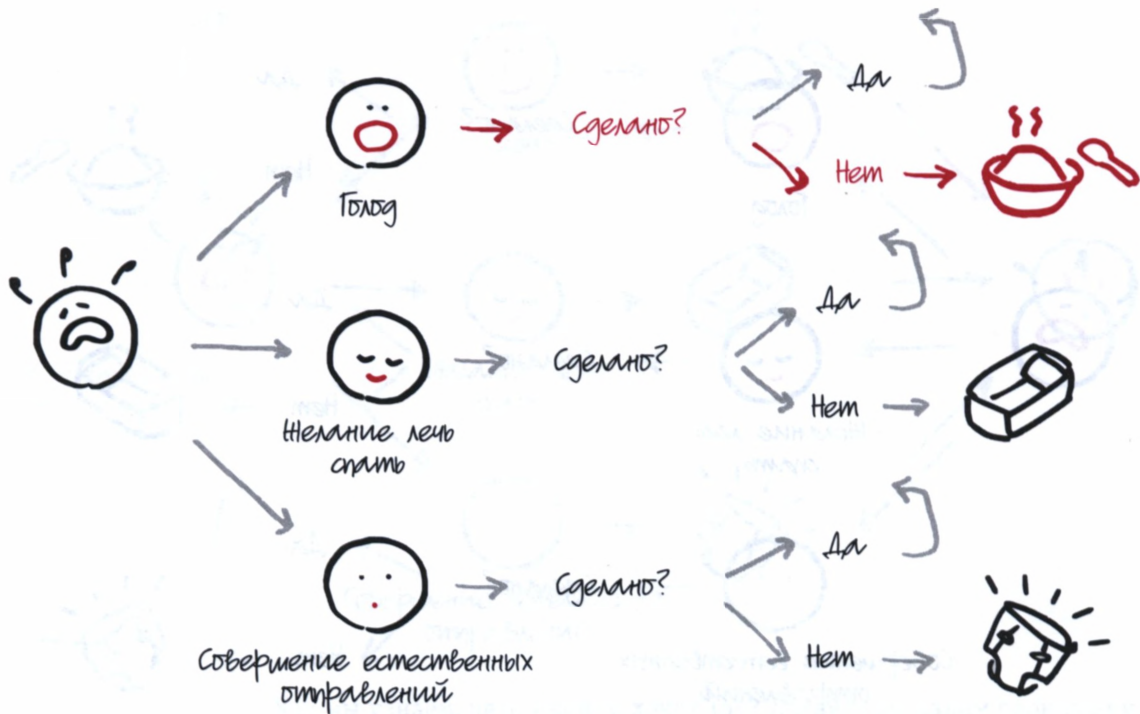 Да
Сделано?
Нет
Голод
Да
Сделано?
Нет
Желание лечь
спать
Да
Сделано?
Нет
Совершение естественных
отправлений